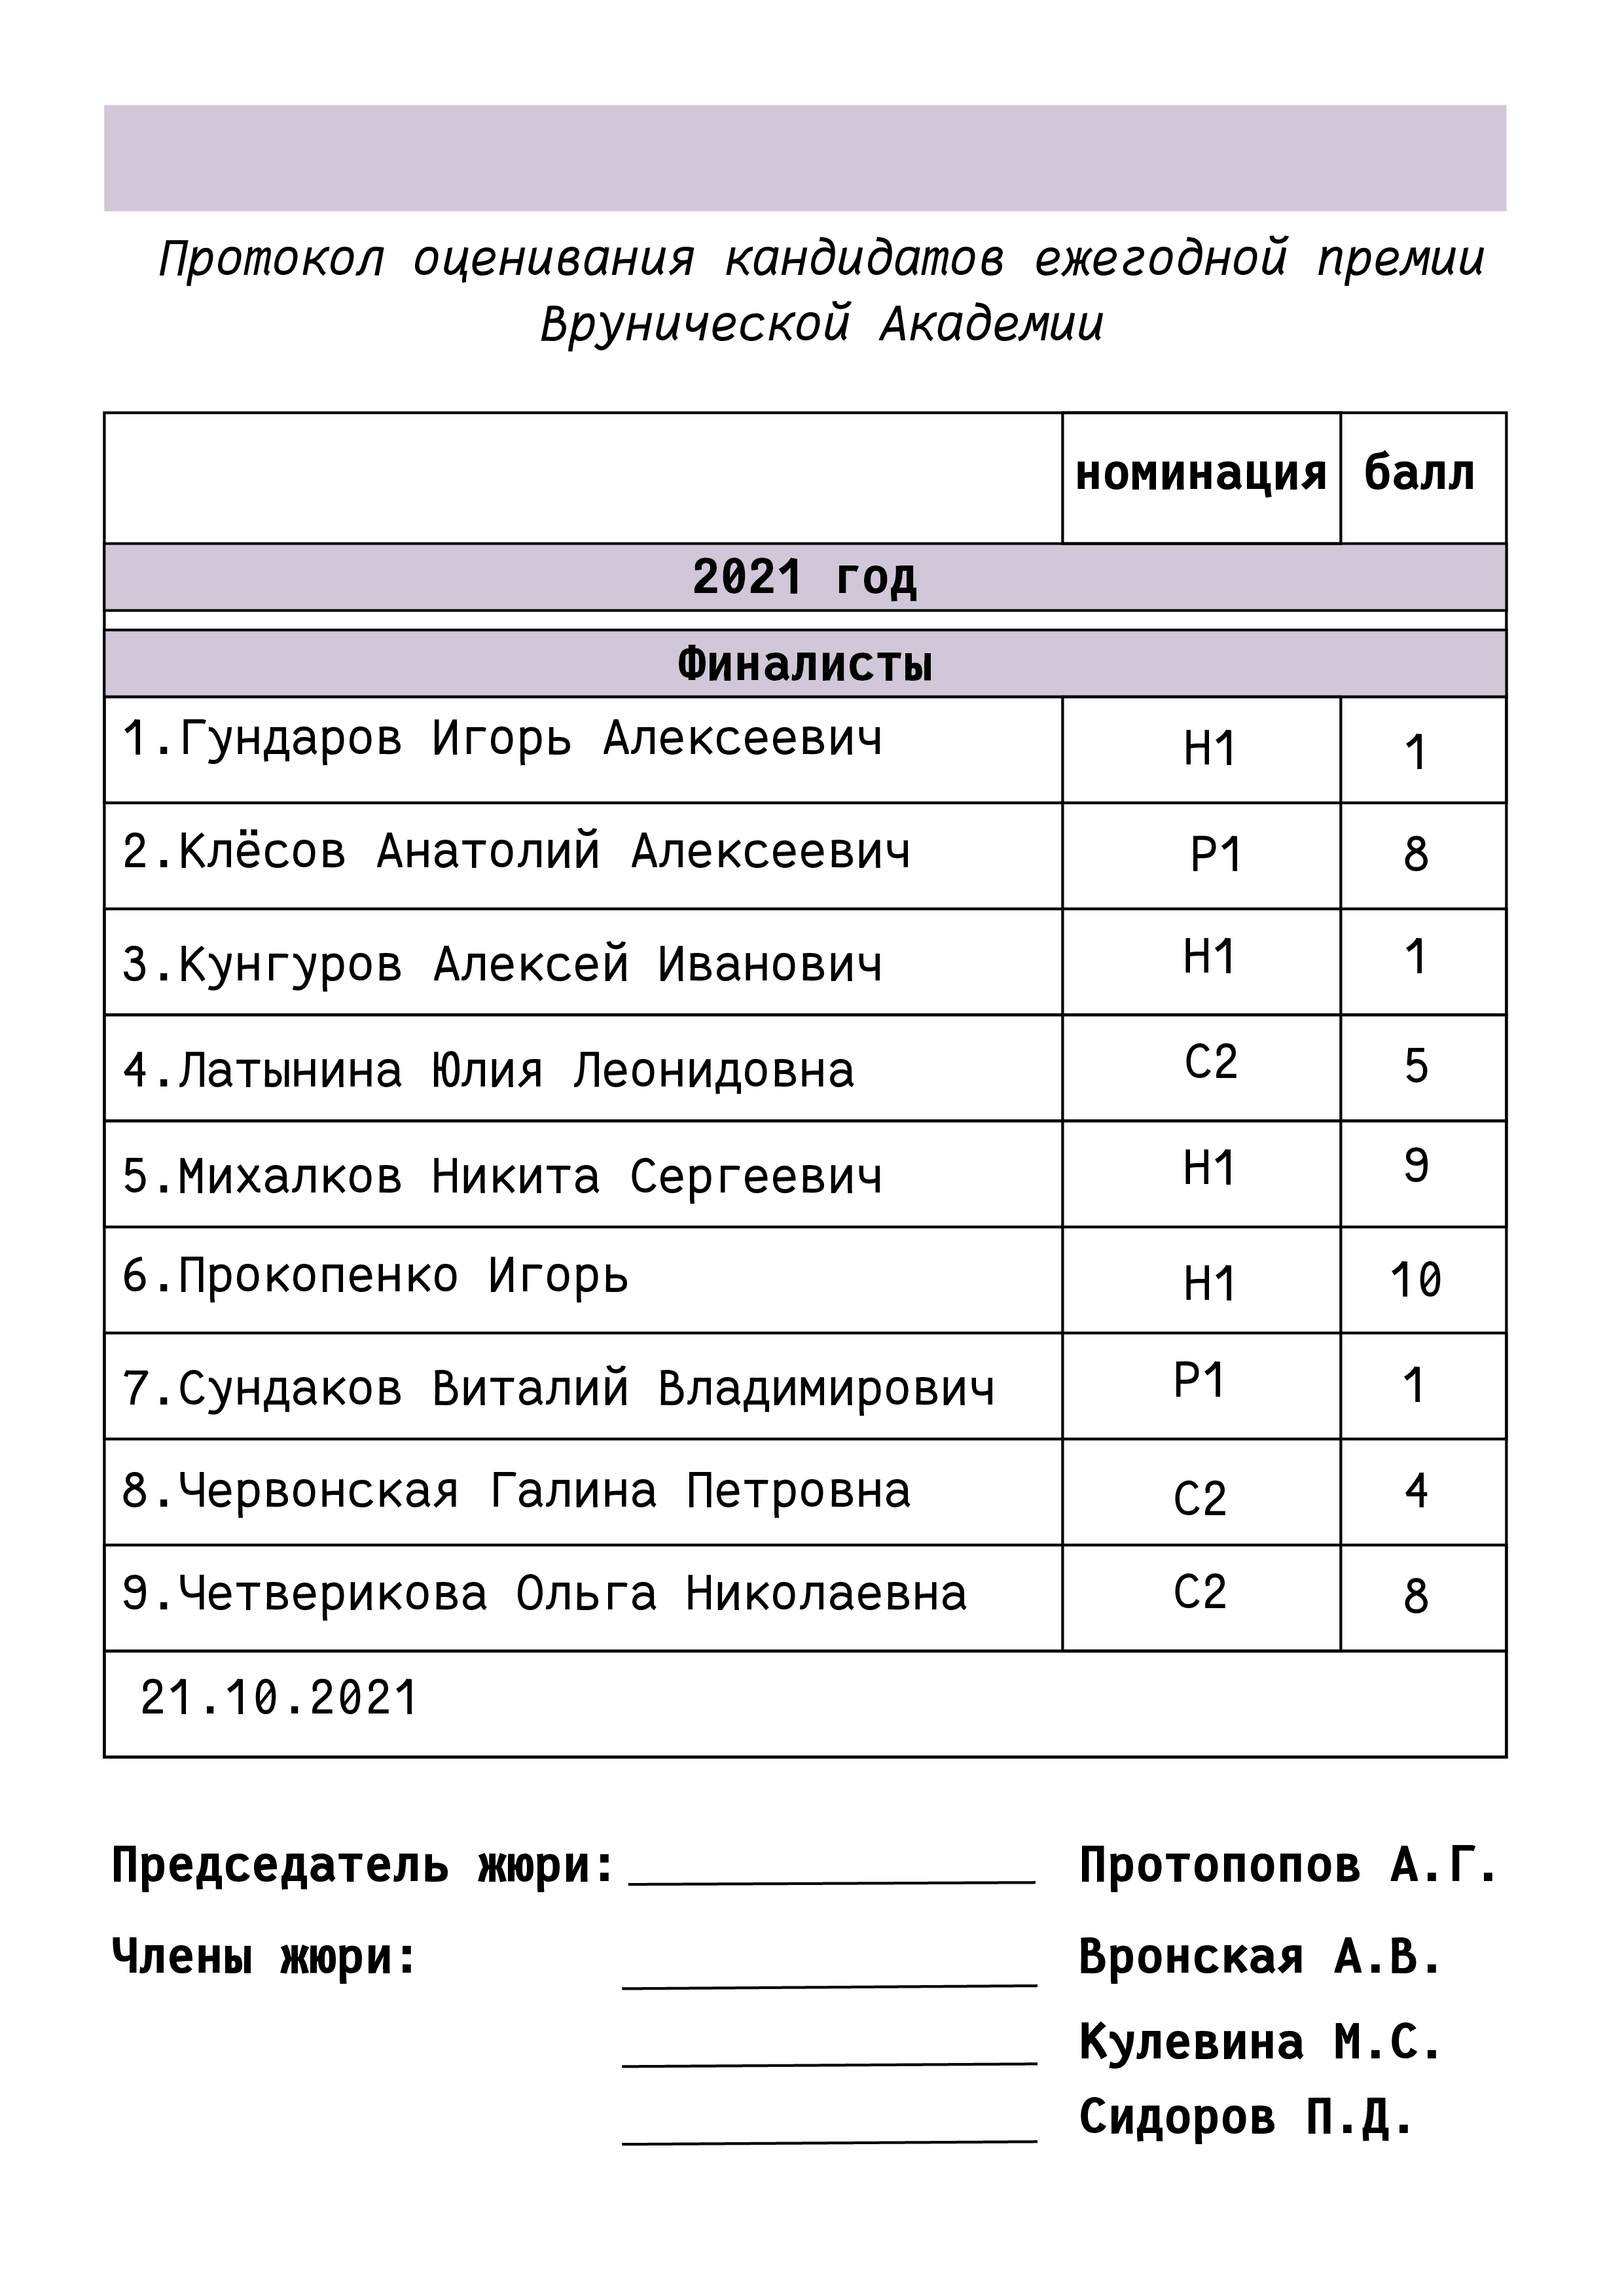 Протокол оценивания кандидатов ежегодной премии
Врунической Академии
номинация балл
2021 год
Финалисты
1.Гундаров Игорь Алексеевич Н1 1
2.Клёсов Анатолий Алексеевич Р1 8
3.Кунгуров Алексей Иванович Н1 1
4.Латынина Юлия Леонидовна С2 5
5.Михалков Никита Сергеевич Н1 9
6.Прокопенко Игорь Н1 10
7.Сундаков Виталий Владимирович Р1 1
8.Червонская Галина Петровна С2 4
9.Четверикова Ольга Николаевна С2 8
21.10.2021
Председатель жюри: Протопопов А.Г.
Члены жюри: Вронская А.В.
Кулевина М.С.
Сидоров П.Д.